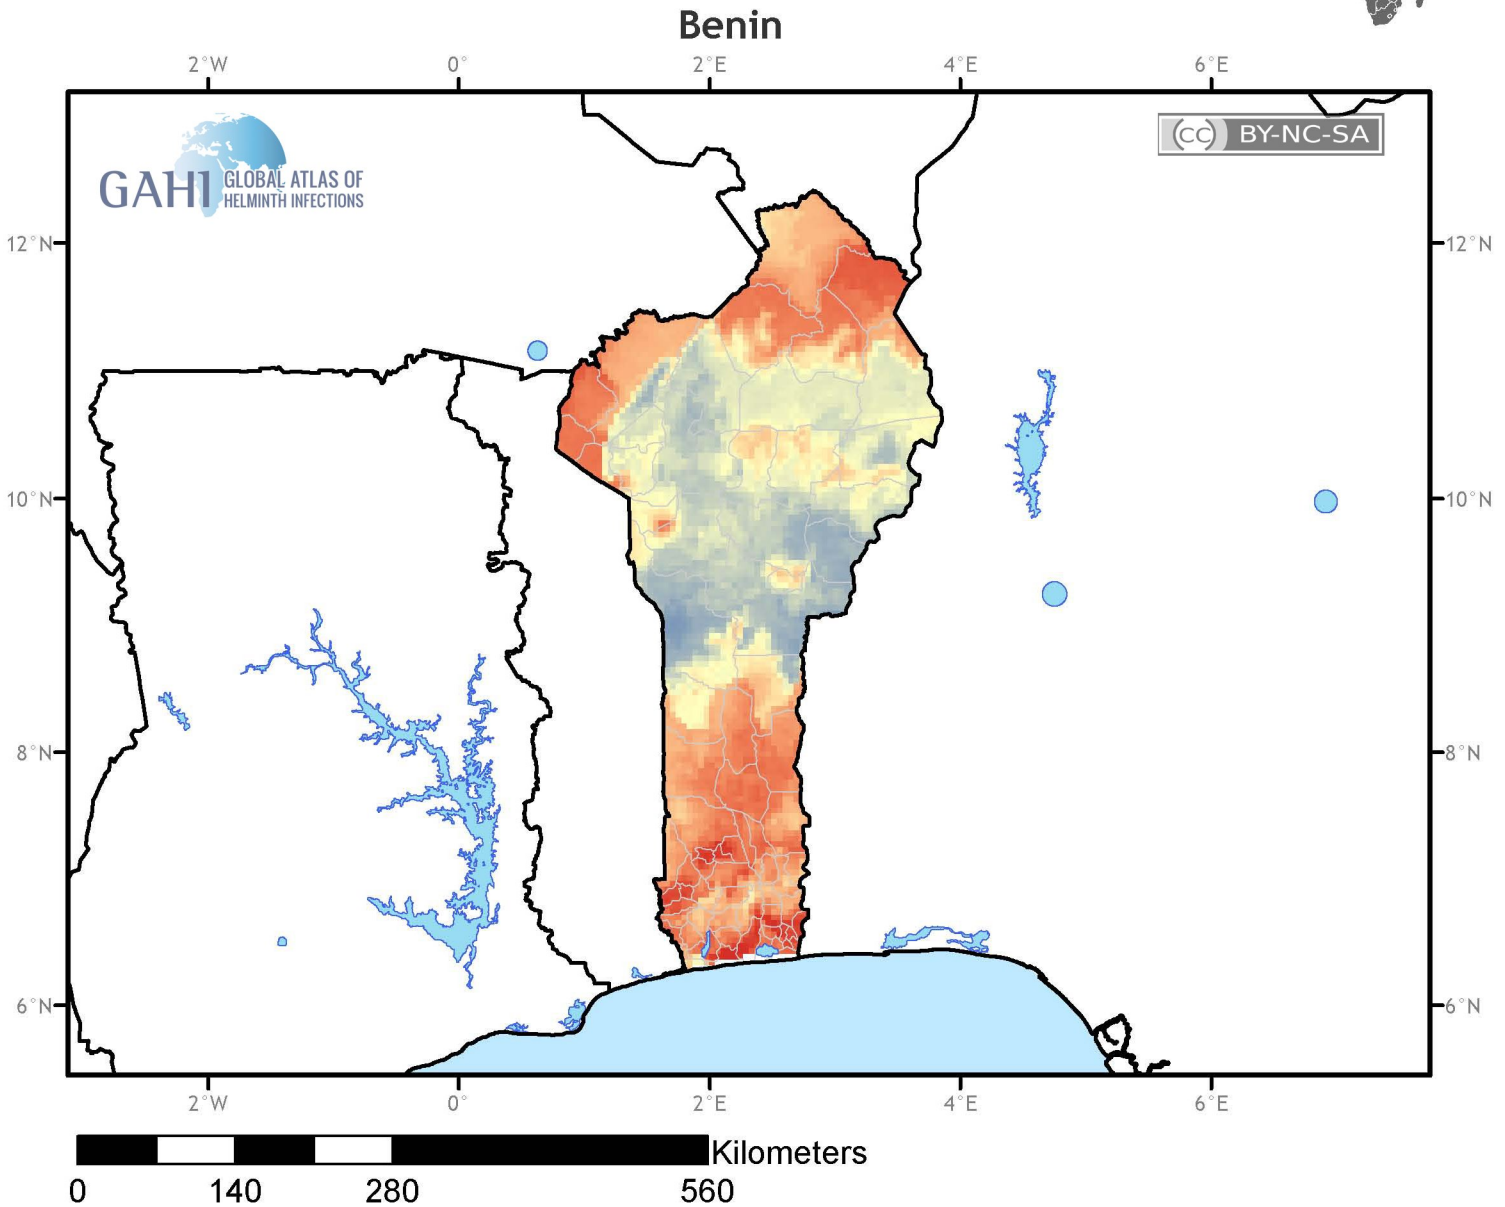 Benin
2°W 0° 2°E 4°E 6°E
GAHI GLOBAL ATLAS OF
HELMINTH INFECTIONS
(cc) BY-NC-SA
12°N 12°N
10°N 10°N
8°N 8°N
6°N 6°N
2°W 0° 2°E 4°E 6°E
Kilometers
0 140 280 560